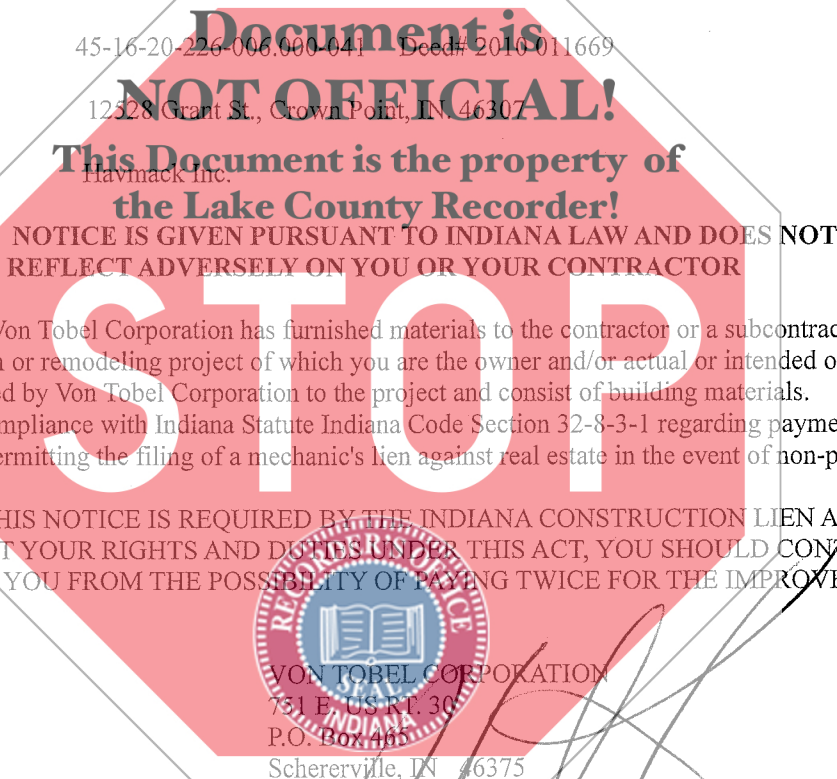 Document is
45-16-20-226-006.000-041 Deed# 2010 011669
NOT OFFICIAL!
12528 Grant St., Crown Point, IN. 46307
This Document is the property of
Havmack Inc.
the Lake County Recorder!
NOTICE IS GIVEN PURSUANT TO INDIANA LAW AND DOES NOT
REFLECT ADVERSELY ON YOU OR YOUR CONTRACTOR
STOP
Von Tobel Corporation has furnished materials to the contractor or a subcontrac
n or remodeling project of which you are the owner and/or actual or intended o
ed by Von Tobel Corporation to the project and consist of building materials.
mpliance with Indiana Statute Indiana Code Section 32-8-3-1 regarding payme
ermitting the filing of a mechanic's lien against real estate in the event of non-p
HIS NOTICE IS REQUIRED BY THE INDIANA CONSTRUCTION LIEN A
T YOUR RIGHTS AND DUTIES UNDER THIS ACT, YOU SHOULD CON
YOU FROM THE POSSIBILITY OF PAYING TWICE FOR THE IMPROVE
RECORDER'S OFFICE
SEAL
INDIANA
VON TOBEL CORPORATION
751 E. US RT. 30
P.O. Box 465
Schererville, IN 46375